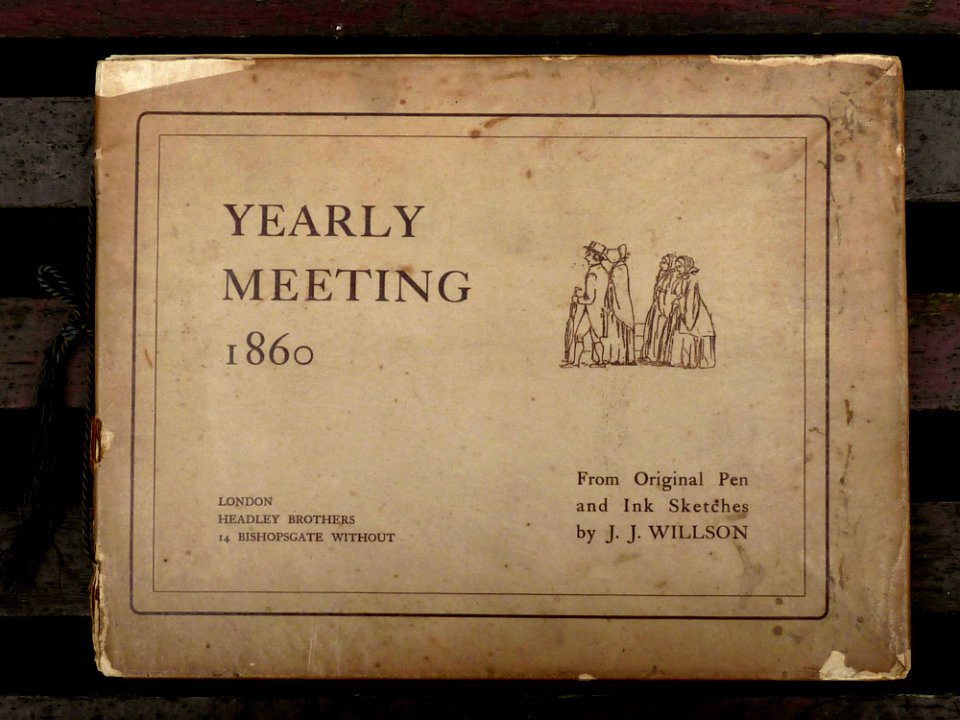 YEARLY
MEETING
1860
From Original Pen
and Ink Sketches
by J. J. WILLSON
LONDON
HEADLEY BROTHERS
14 BISHOPSGATE WITHOUT